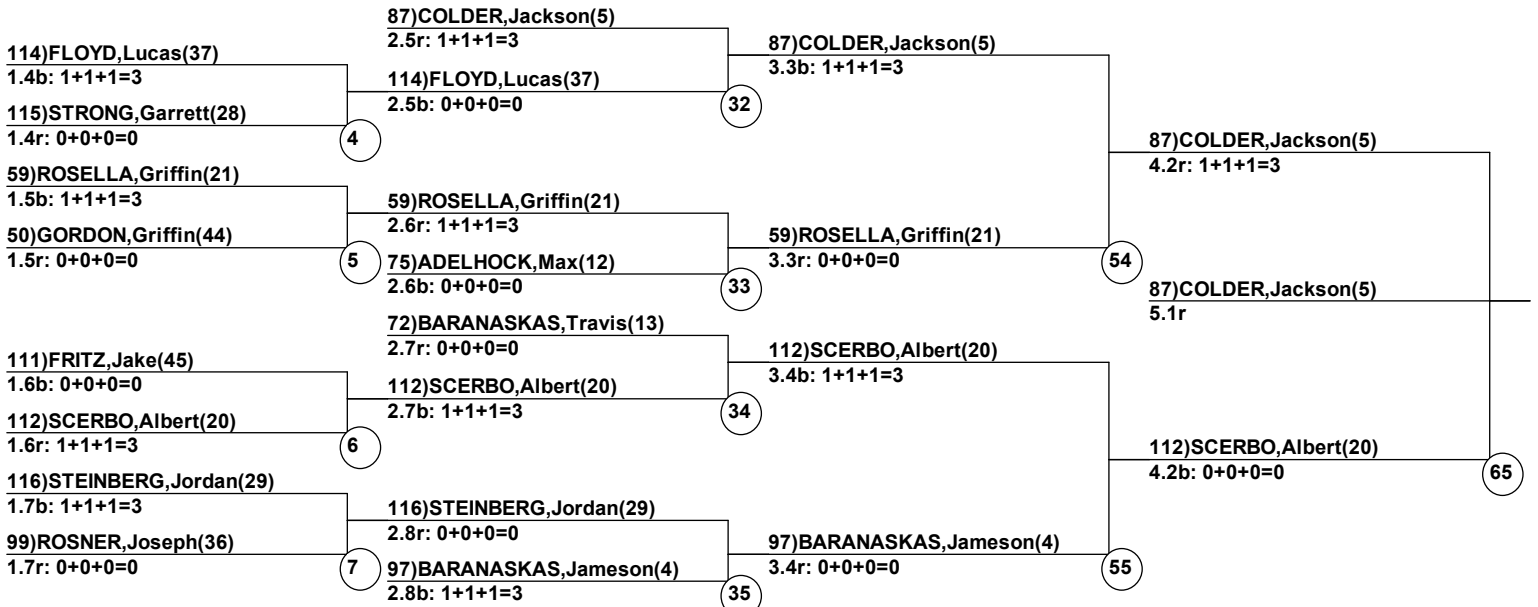 114)FLOYD,Lucas(37)
1.4b: 1+1+1=3
115)STRONG,Garrett(28)
1.4r: 0+0+0=0
4
59)ROSELLA,Griffin(21)
1.5b: 1+1+1=3
50)GORDON,Griffin(44)
1.5r: 0+0+0=0
5
111)FRITZ,Jake(45)
1.6b: 0+0+0=0
112)SCERBO,Albert(20)
1.6r: 1+1+1=3
6
116)STEINBERG,Jordan(29)
1.7b: 1+1+1=3
99)ROSNER,Joseph(36)
1.7r: 0+0+0=0
7
87)COLDER,Jackson(5)
2.5r: 1+1+1=3
114)FLOYD,Lucas(37)
2.5b: 0+0+0=0
32
59)ROSELLA,Griffin(21)
2.6r: 1+1+1=3
75)ADELHOCK,Max(12)
2.6b: 0+0+0=0
33
72)BARANASKAS,Travis(13)
2.7r: 0+0+0=0
112)SCERBO,Albert(20)
2.7b: 1+1+1=3
34
116)STEINBERG,Jordan(29)
2.8r: 0+0+0=0
97)BARANASKAS,Jameson(4)
2.8b: 1+1+1=3
35
87)COLDER,Jackson(5)
3.3b: 1+1+1=3
59)ROSELLA,Griffin(21)
3.3r: 0+0+0=0
54
112)SCERBO,Albert(20)
3.4b: 1+1+1=3
97)BARANASKAS,Jameson(4)
3.4r: 0+0+0=0
55
87)COLDER,Jackson(5)
4.2r: 1+1+1=3
112)SCERBO,Albert(20)
4.2b: 0+0+0=0
65
87)COLDER,Jackson(5)
5.1r